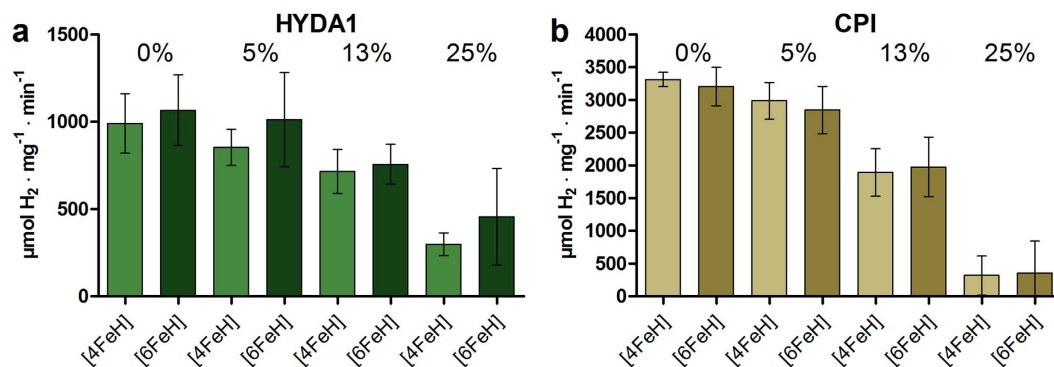 a
HYDA1
0% 5% 13% 25%
1500
1000
500
0
µmol H₂ · mg⁻¹ · min⁻¹
[4FeH] [6FeH] [4FeH] [6FeH] [4FeH] [6FeH] [4FeH] [6FeH]
b
CPI
0% 5% 13% 25%
4000
3500
3000
2500
2000
1500
1000
500
0
µmol H₂ · mg⁻¹ · min⁻¹
[4FeH] [6FeH] [4FeH] [6FeH] [4FeH] [6FeH] [4FeH] [6FeH]